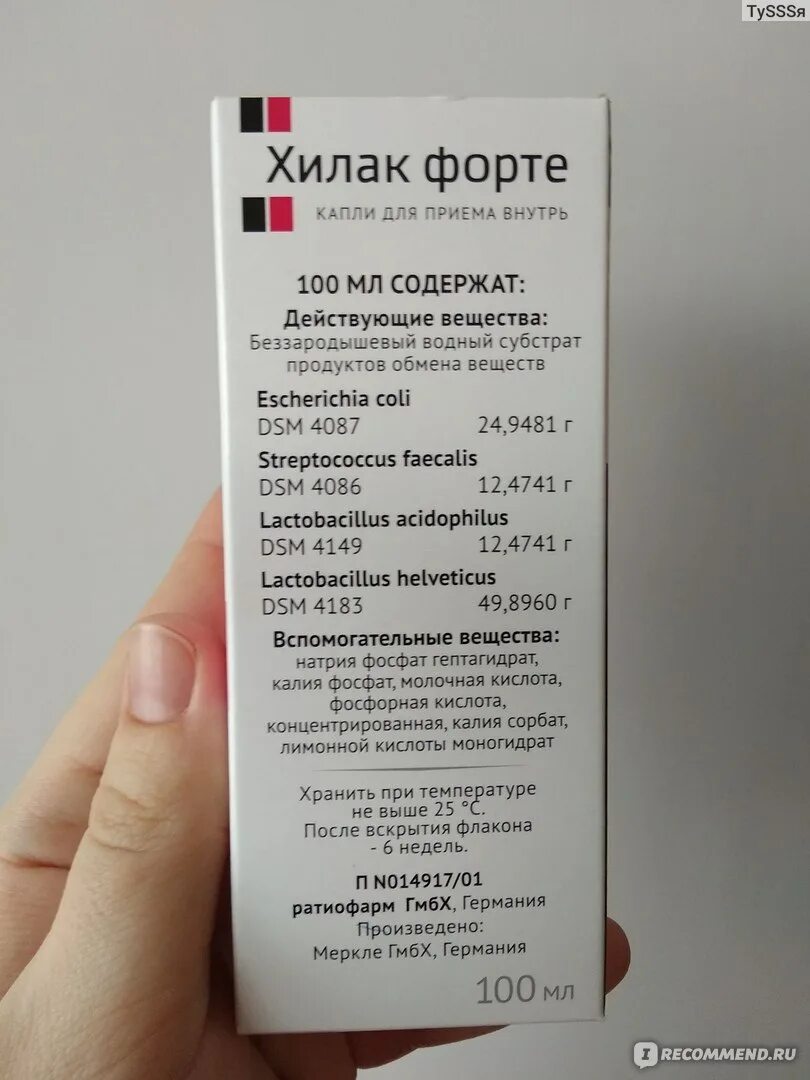 TySSSя
Хилак форте
КАПЛИ ДЛЯ ПРИЕМА ВНУТРЬ
100 МЛ СОДЕРЖАТ:
Действующие вещества:
Беззародышевый водный субстрат
продуктов обмена веществ
Escherichia coli
DSM 4087 24,9481 г
Streptococcus faecalis
DSM 4086 12,4741 г
Lactobacillus acidophilus
DSM 4149 12,4741 г
Lactobacillus helveticus
DSM 4183 49,8960 г
Вспомогательные вещества:
натрия фосфат гептагидрат,
калия фосфат, молочная кислота,
фосфорная кислота,
концентрированная, калия сорбат,
лимонной кислоты моногидрат
Хранить при температуре
не выше 25 °С.
После вскрытия флакона
- 6 недель.
П N014917/01
ратиофарм ГмбХ, Германия
Произведено:
Меркле ГмбХ, Германия
100 мл
IRECOMMEND.RU